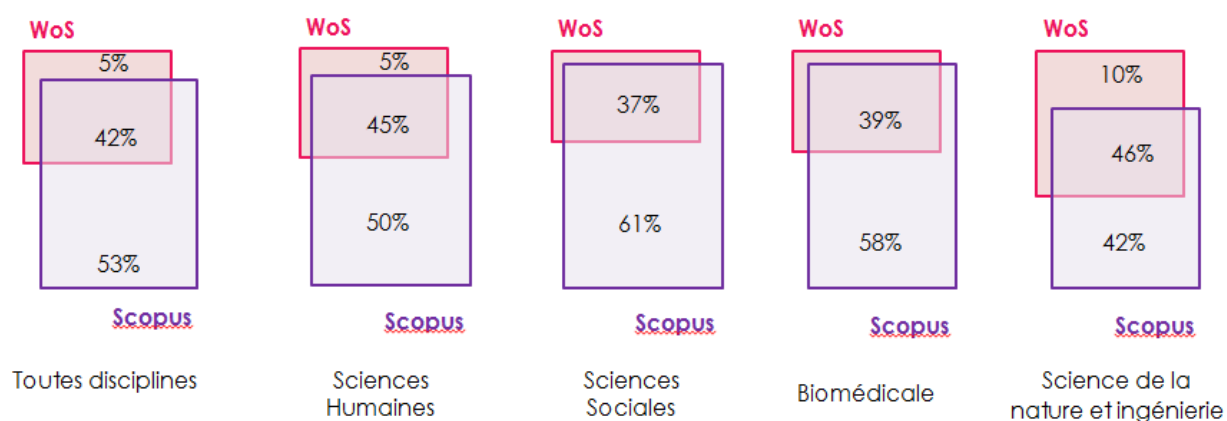 WoS
5%
42%
53%
Scopus
Toutes disciplines
WoS
5%
45%
50%
Scopus
Sciences
Humaines
WoS
37%
61%
Scopus
Sciences
Sociales
WoS
39%
58%
Scopus
Biomédicale
WoS
10%
46%
42%
Scopus
Science de la
nature et ingénierie